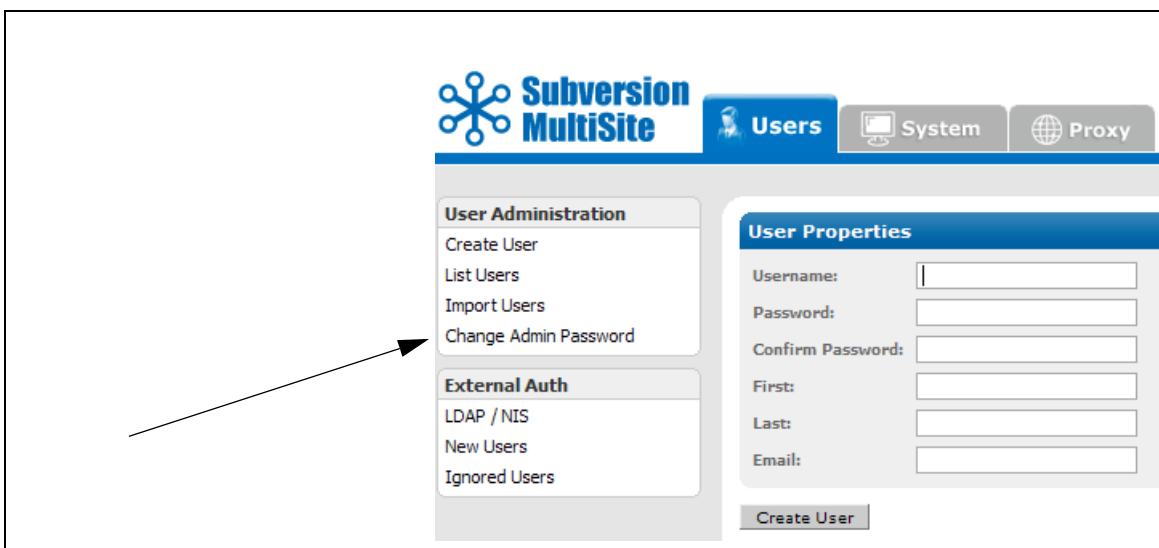 Subversion
MultiSite
Users
System
Proxy
User Administration
Create User
List Users
Import Users
Change Admin Password
External Auth
LDAP / NIS
New Users
Ignored Users
User Properties
Username:
Password:
Confirm Password:
First:
Last:
Email:
Create User